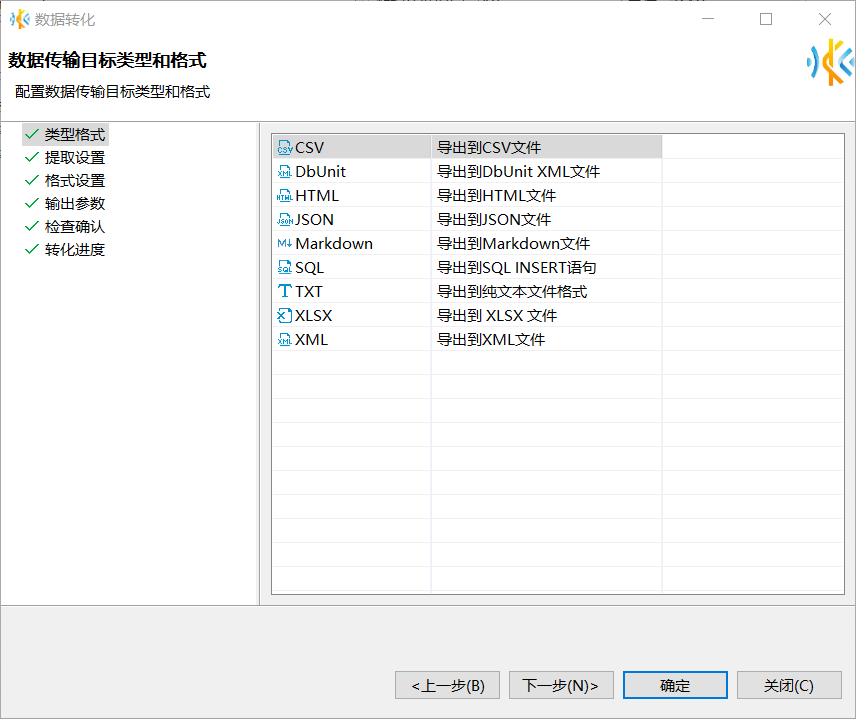 数据转化
数据传输目标类型和格式
配置数据传输目标类型和格式
类型格式
提取设置
格式设置
输出参数
检查确认
转化进度
CSV 导出到CSV文件
DbUnit 导出到DbUnit XML文件
HTML 导出到HTML文件
JSON 导出到JSON文件
Markdown 导出到Markdown文件
SQL 导出到SQL INSERT语句
TXT 导出到纯文本文件格式
XLSX 导出到 XLSX 文件
XML 导出到XML文件
<上一步(B) 下一步(N)> 确定 关闭(C)